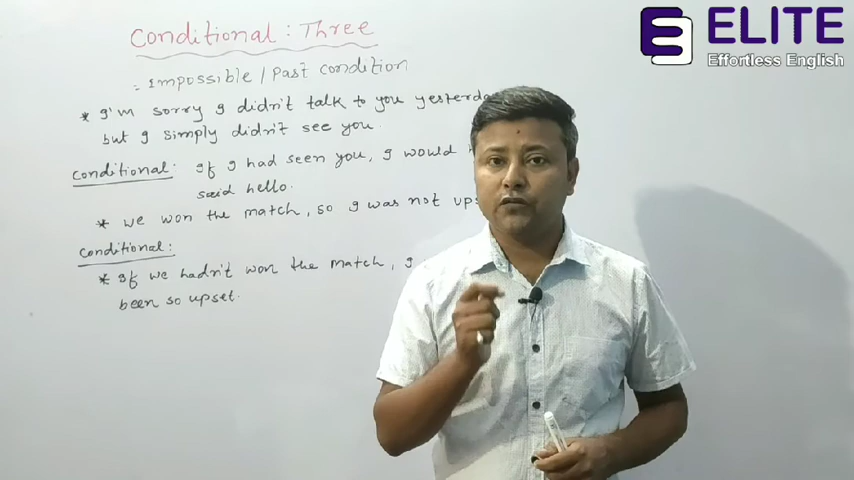 Conditional : Three
= Impossible / Past condition
* I'm sorry I didn't talk to you
but I simply didn't see you.
Conditional: If I had seen you, I would
said hello.
* We won the match, so I was not
Conditional:
* If we hadn't won the match, I
been so upset.
ELITE
Effortless English